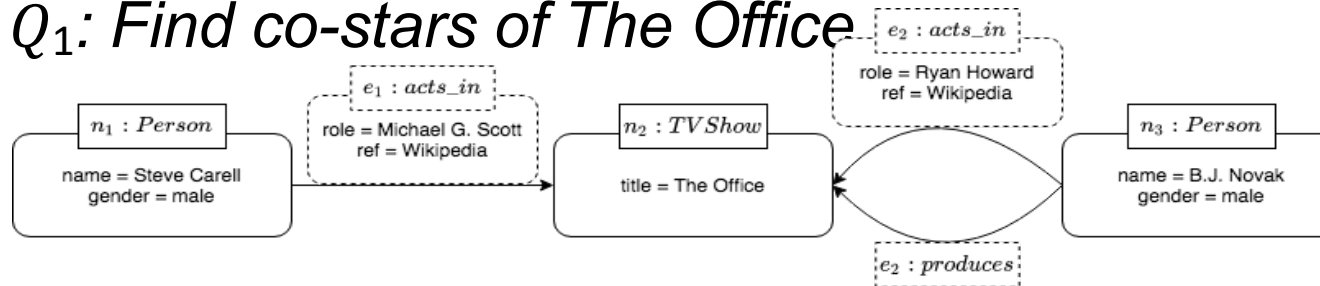 Q₁: Find co-stars of The Office
e₂ : acts_in
role = Ryan Howard
ref = Wikipedia
e₁ : acts_in
role = Michael G. Scott
ref = Wikipedia
n₁ : Person
name = Steve Carell
gender = male
n₂ : TVShow
title = The Office
n₃ : Person
name = B.J. Novak
gender = male
e₂ : produces